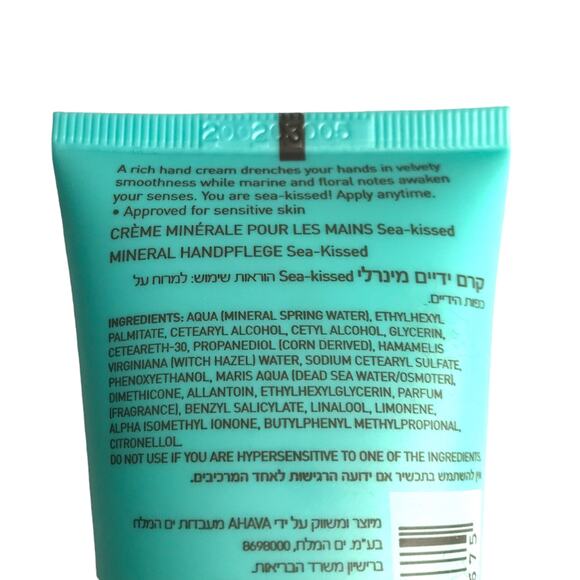 200203005
A rich hand cream drenches your hands in velvety
smoothness while marine and floral notes awaken
your senses. You are sea-kissed! Apply anytime.
• Approved for sensitive skin
CRÈME MINÉRALE POUR LES MAINS Sea-kissed
MINERAL HANDPFLEGE Sea-Kissed
קרם ידיים מינרלי Sea-kissed הוראות שימוש: למרוח על
כפות הידיים.
INGREDIENTS: AQUA (MINERAL SPRING WATER), ETHYLHEXYL
PALMITATE, CETEARYL ALCOHOL, CETYL ALCOHOL, GLYCERIN,
CETEARETH-30, PROPANEDIOL (CORN DERIVED), HAMAMELIS
VIRGINIANA (WITCH HAZEL) WATER, SODIUM CETEARYL SULFATE,
PHENOXYETHANOL, MARIS AQUA (DEAD SEA WATER/OSMOTER),
DIMETHICONE, ALLANTOIN, ETHYLHEXYLGLYCERIN, PARFUM
(FRAGRANCE), BENZYL SALICYLATE, LINALOOL, LIMONENE,
ALPHA ISOMETHYL IONONE, BUTYLPHENYL METHYLPROPIONAL,
CITRONELLOL.
DO NOT USE IF YOU ARE HYPERSENSITIVE TO ONE OF THE INGREDIENTS.
אין להשתמש בתכשיר אם ידועה הרגישות לאחד המרכיבים.
מיוצר ומשווק על ידי AHAVA מעבדות ים המלח
בע"מ. ים המלח, 8698000
ברישיון משרד הבריאות.
575